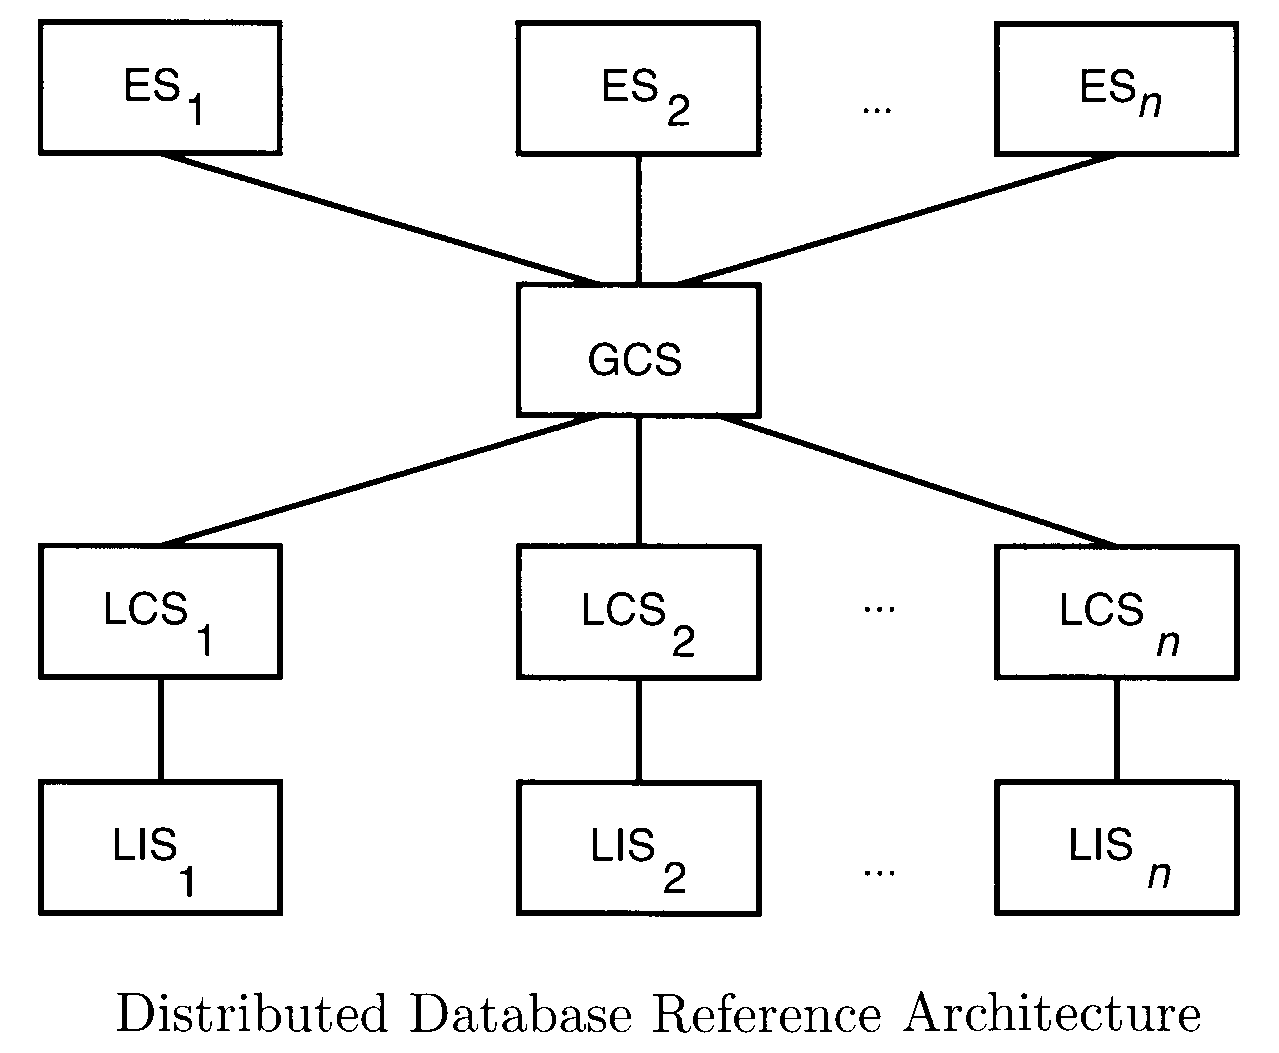 ES1 ES2 ... ESn
GCS
LCS1 LCS2 ... LCSn
LIS1 LIS2 ... LISn
Distributed Database Reference Architecture